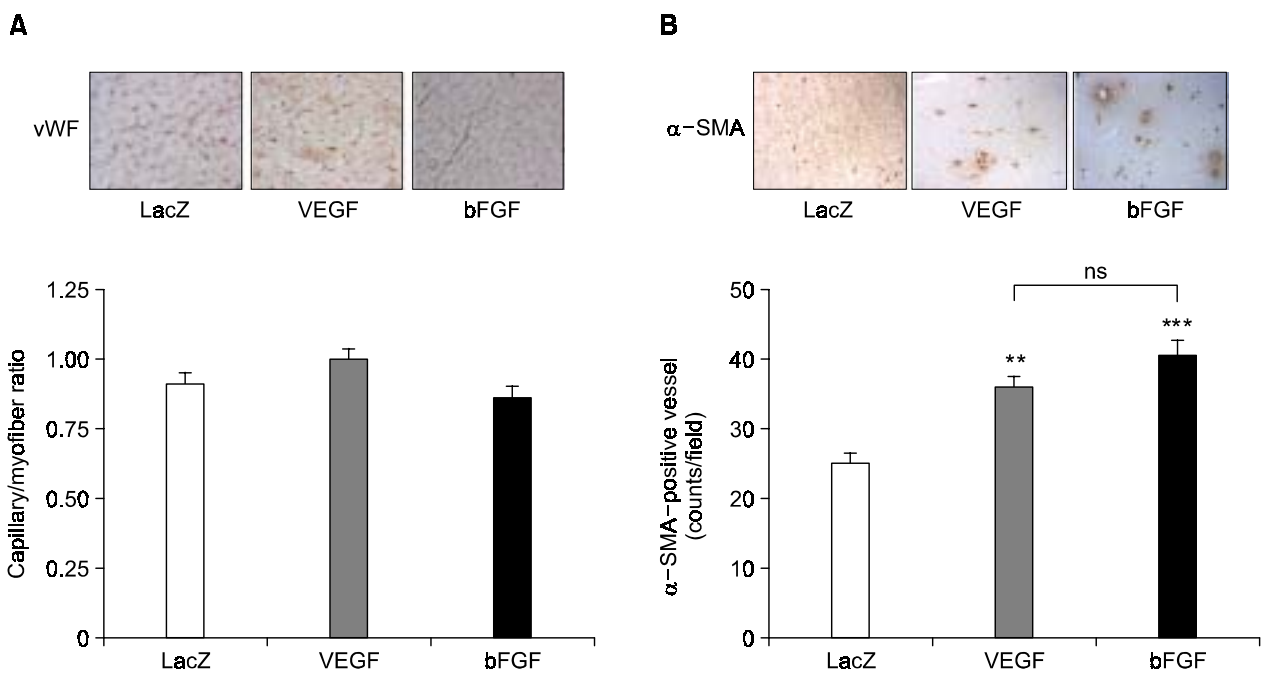 A
vWF
LacZ
VEGF
bFGF
Capillary/myofiber ratio
1.25
1.00
0.75
0.50
0.25
0
LacZ
VEGF
bFGF
B
α-SMA
LacZ
VEGF
bFGF
α-SMA-positive vessel
(counts/field)
50
40
30
20
10
0
ns
**
***
LacZ
VEGF
bFGF